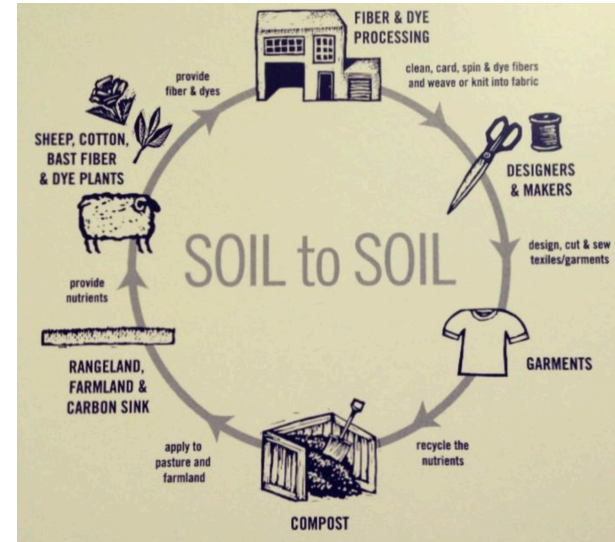 FIBER & DYE
PROCESSING
clean, card, spin & dye fibers
and weave or knit into fabric
DESIGNERS
& MAKERS
design, cut & sew
texiles/garments
GARMENTS
recycle the
nutrients
COMPOST
apply to
pasture and
farmland
RANGELAND,
FARMLAND &
CARBON SINK
provide
nutrients
SHEEP, COTTON,
BAST FIBER
& DYE PLANTS
provide
fiber & dyes
SOIL to SOIL